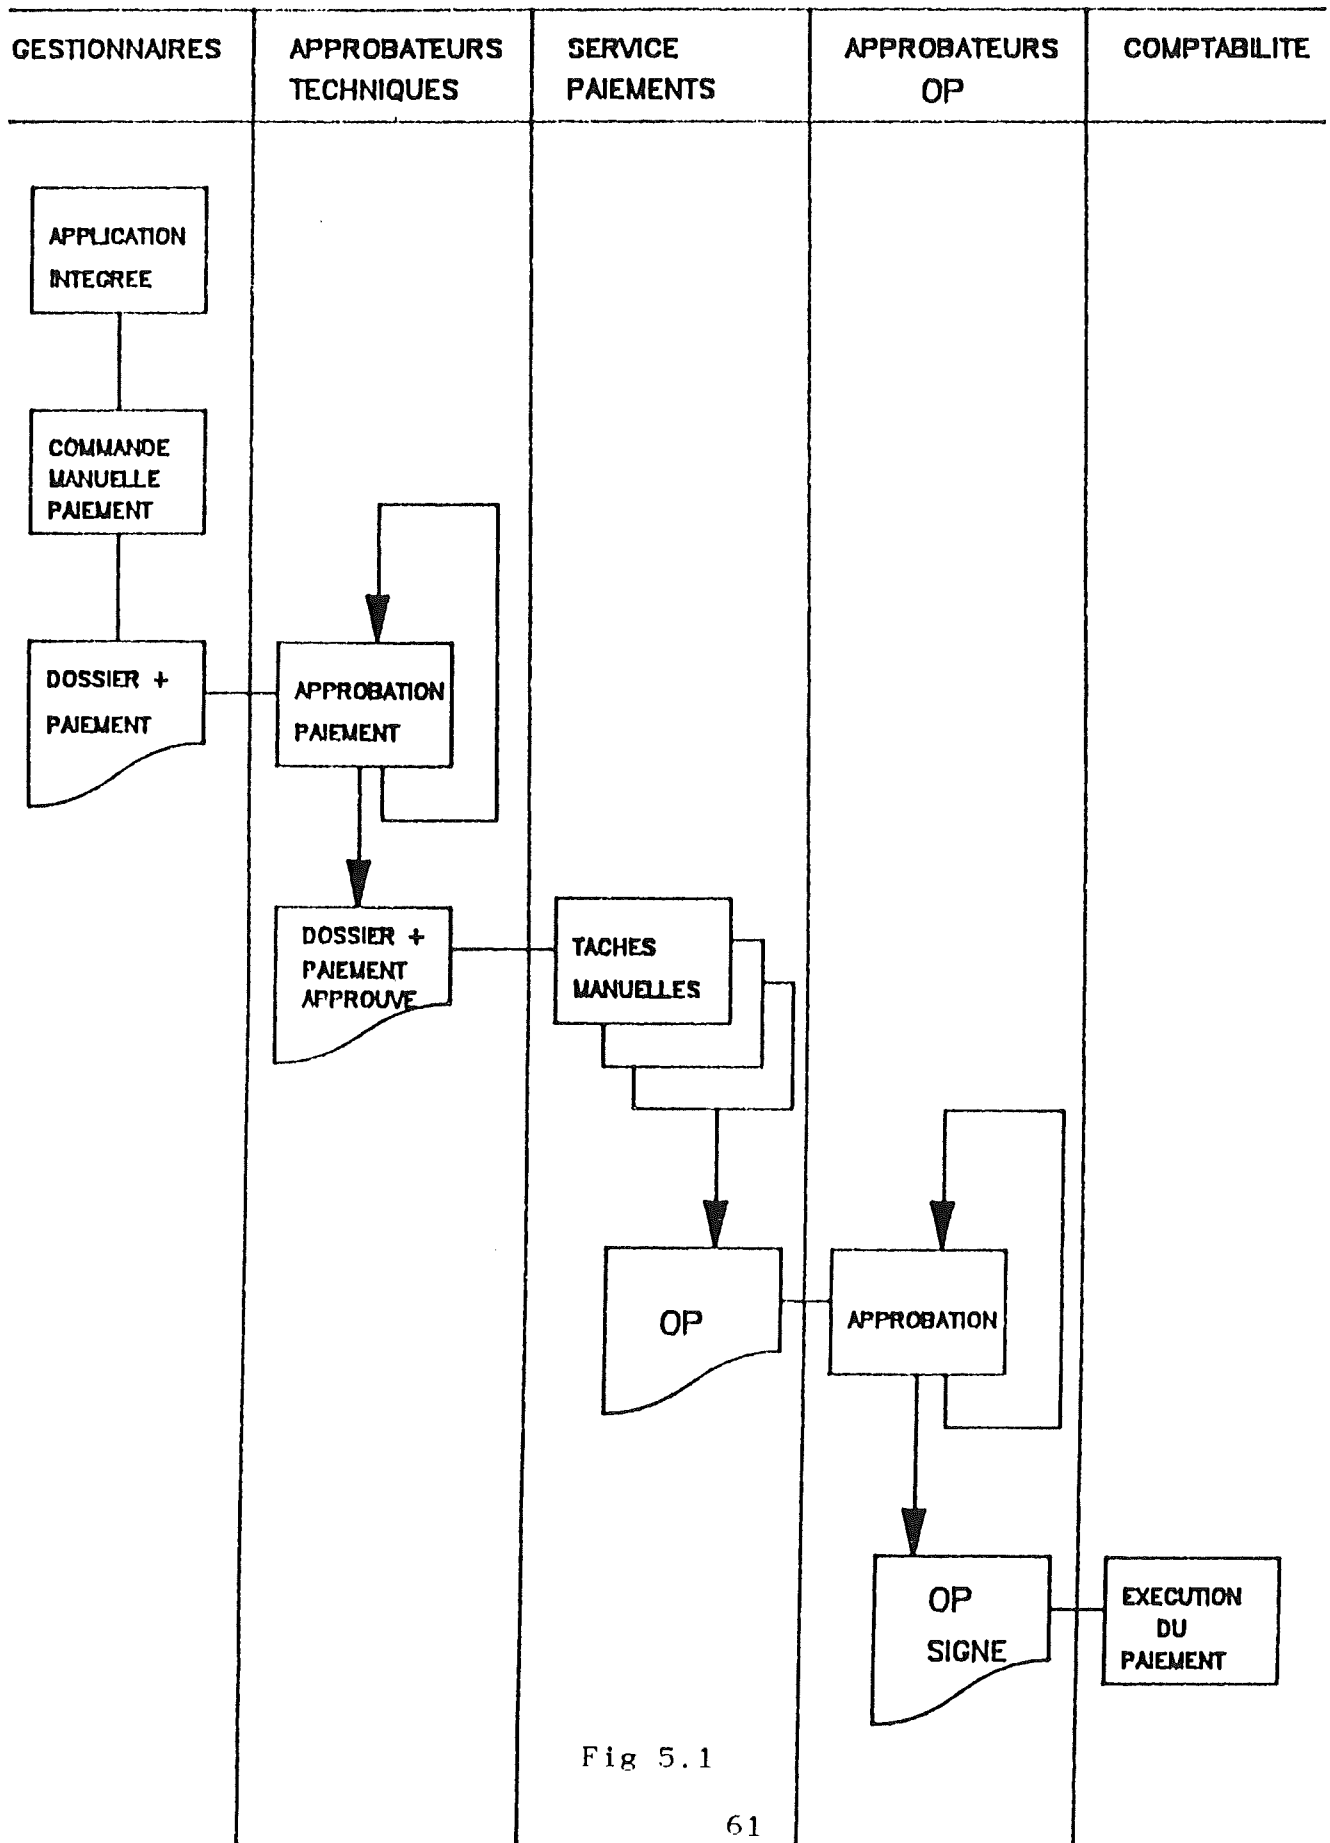 GESTIONNAIRES
APPROBATEURS
TECHNIQUES
SERVICE
PAIEMENTS
APPROBATEURS
OP
COMPTABILITE
APPLICATION
INTEGREE
COMMANDE
MANUELLE
PAIEMENT
DOSSIER +
PAIEMENT
APPROBATION
PAIEMENT
DOSSIER +
PAIEMENT
APPROUVE
TACHES
MANUELLES
OP
APPROBATION
OP
SIGNE
EXECUTION
DU
PAIEMENT
Fig 5.1
61